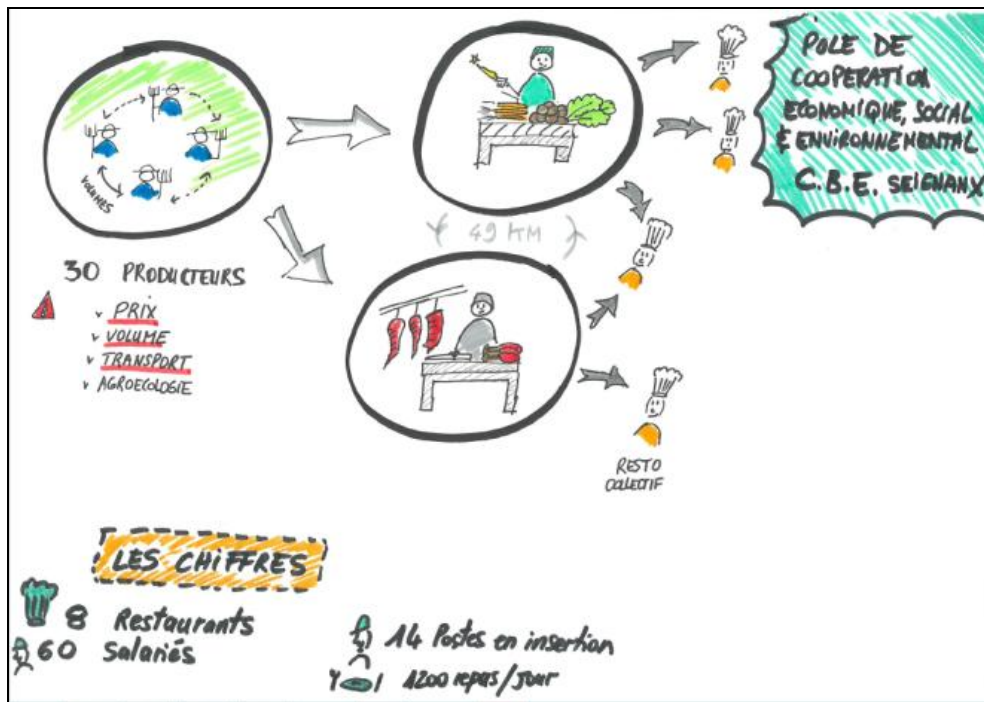 POLE DE
COOPERATION
ECONOMIQUE, SOCIAL
& ENVIRONNEMENTAL
C.B.E. SEIGNANX
VOLUMES
49 KM
30 PRODUCTEURS
v PRIX
v VOLUME
v TRANSPORT
v AGROECOLOGIE
RESTO
COLLECTIF
LES CHIFFRES
8 Restaurants
60 Salariés
14 Postes en insertion
1200 repas/jour